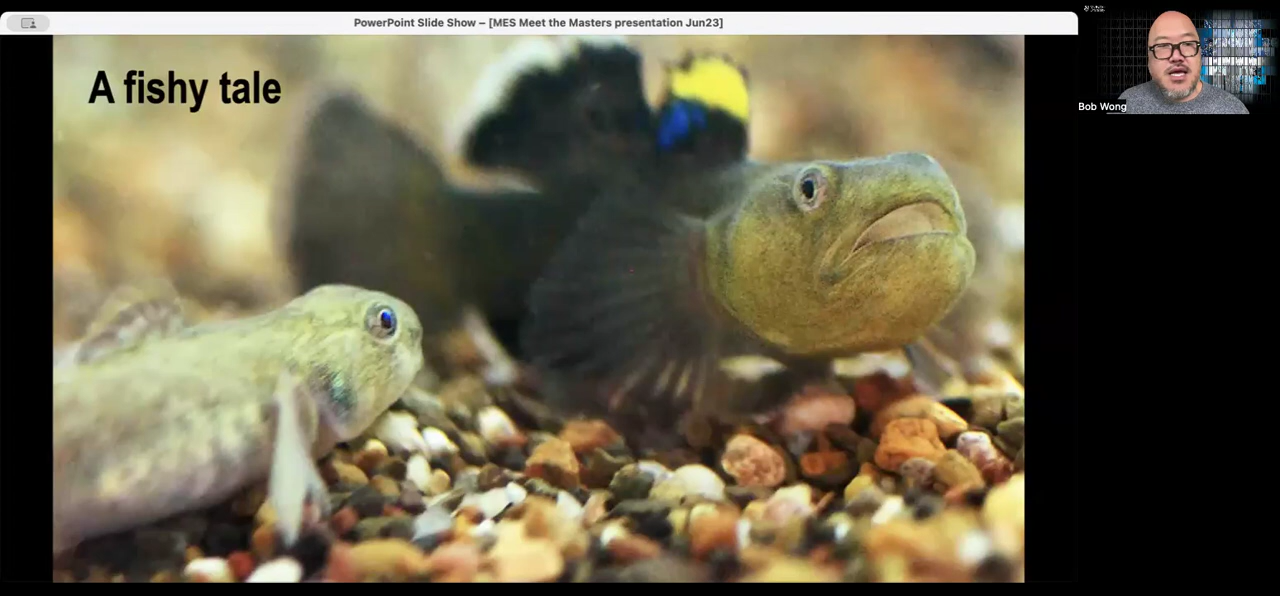 PowerPoint Slide Show – [MES Meet the Masters presentation Jun23]
A fishy tale
Bob Wong